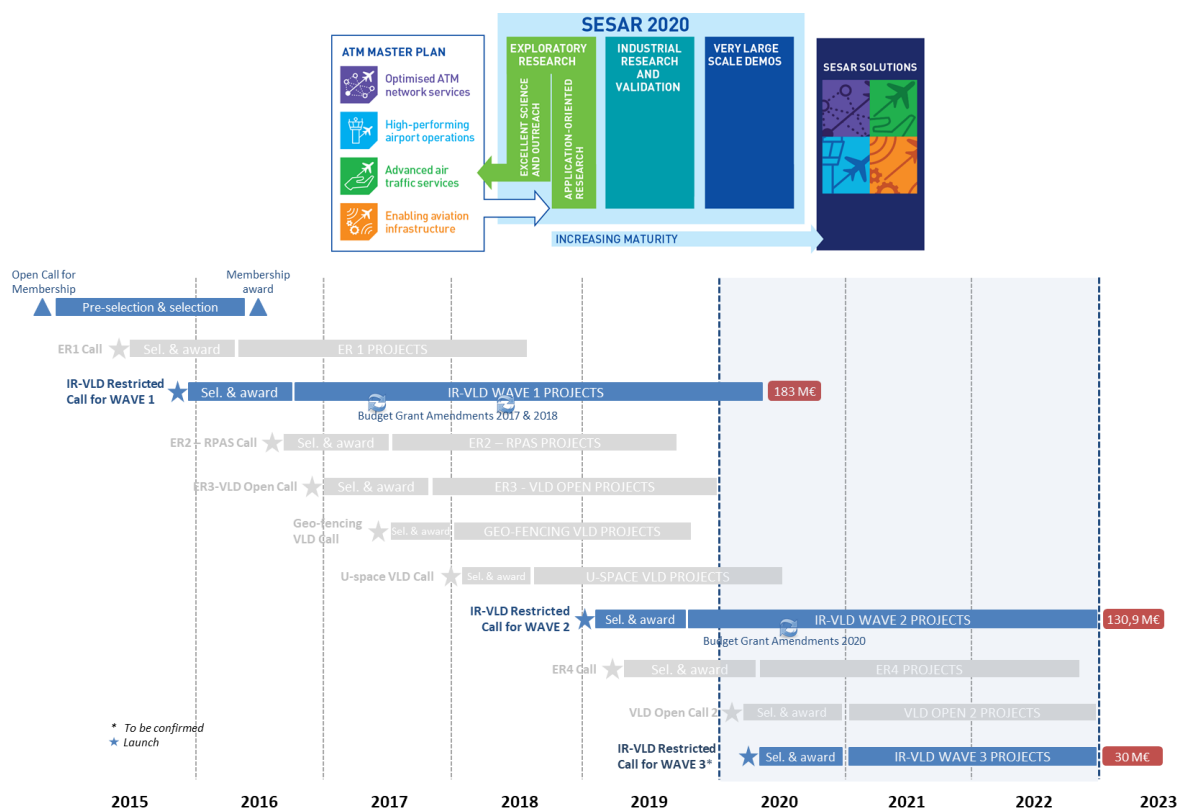 SESAR 2020
ATM MASTER PLAN
Optimised ATM
network services
High-performing
airport operations
Advanced air
traffic services
Enabling aviation
infrastructure
EXPLORATORY
RESEARCH
EXCELLENT SCIENCE
AND OUTREACH
APPLICATION-ORIENTED
RESEARCH
INDUSTRIAL
RESEARCH
AND
VALIDATION
VERY LARGE
SCALE DEMOS
SESAR SOLUTIONS
INCREASING MATURITY
Open Call for
Membership
Membership
award
Pre-selection & selection
ER1 Call
Sel. & award
ER 1 PROJECTS
IR-VLD Restricted
Call for WAVE 1
Sel. & award
IR-VLD WAVE 1 PROJECTS
183 M€
Budget Grant Amendments 2017 & 2018
ER2 – RPAS Call
Sel. & award
ER2 – RPAS PROJECTS
ER3-VLD Open Call
Sel. & award
ER3 - VLD OPEN PROJECTS
Geo-fencing
VLD Call
Sel. & award
GEO-FENCING VLD PROJECTS
U-space VLD Call
Sel. & award
U-SPACE VLD PROJECTS
IR-VLD Restricted
Call for WAVE 2
Sel. & award
IR-VLD WAVE 2 PROJECTS
130,9 M€
Budget Grant Amendments 2020
ER4 Call
Sel. & award
ER4 PROJECTS
VLD Open Call 2
Sel. & award
VLD OPEN 2 PROJECTS
IR-VLD Restricted
Call for WAVE 3*
Sel. & award
IR-VLD WAVE 3 PROJECTS
30 M€
* To be confirmed
★ Launch
2015
2016
2017
2018
2019
2020
2021
2022
2023